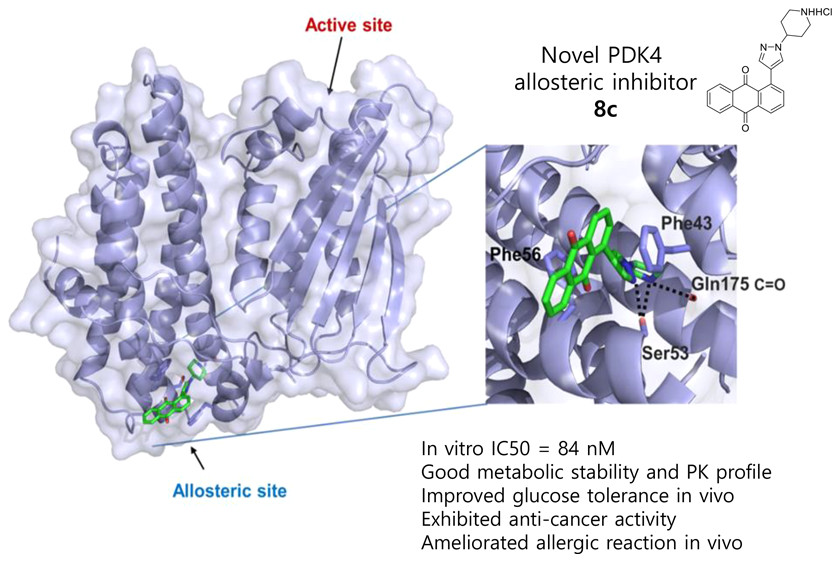 Active site
Novel PDK4
allosteric inhibitor
8c
NHHCl
N
N
O
O
Phe43
Phe56
Gln175 C=O
Ser53
Allosteric site
In vitro IC50 = 84 nM
Good metabolic stability and PK profile
Improved glucose tolerance in vivo
Exhibited anti-cancer activity
Ameliorated allergic reaction in vivo